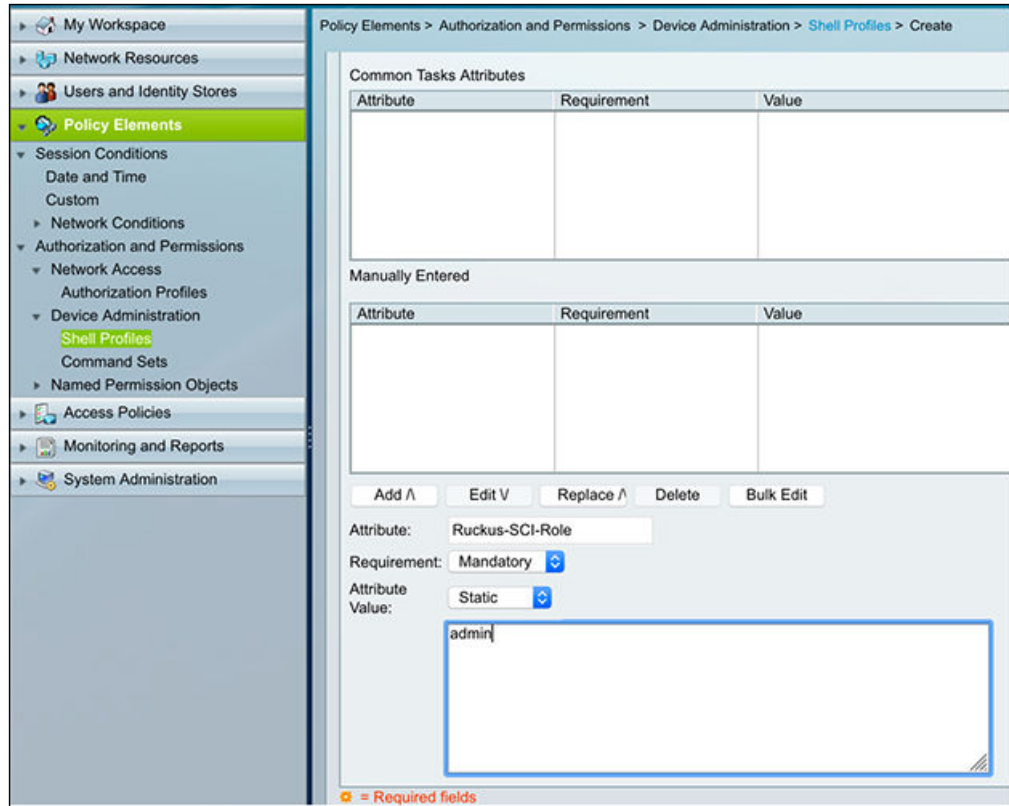 My Workspace
Network Resources
Users and Identity Stores
Policy Elements
Session Conditions
Date and Time
Custom
Network Conditions
Authorization and Permissions
Network Access
Authorization Profiles
Device Administration
Shell Profiles
Command Sets
Named Permission Objects
Access Policies
Monitoring and Reports
System Administration
Policy Elements > Authorization and Permissions > Device Administration > Shell Profiles > Create
Common Tasks Attributes
Attribute Requirement Value
Manually Entered
Attribute Requirement Value
Add /\ Edit \/ Replace /\ Delete Bulk Edit
Attribute: Ruckus-SCI-Role
Requirement: Mandatory
Attribute
Value: Static
admin
= Required fields